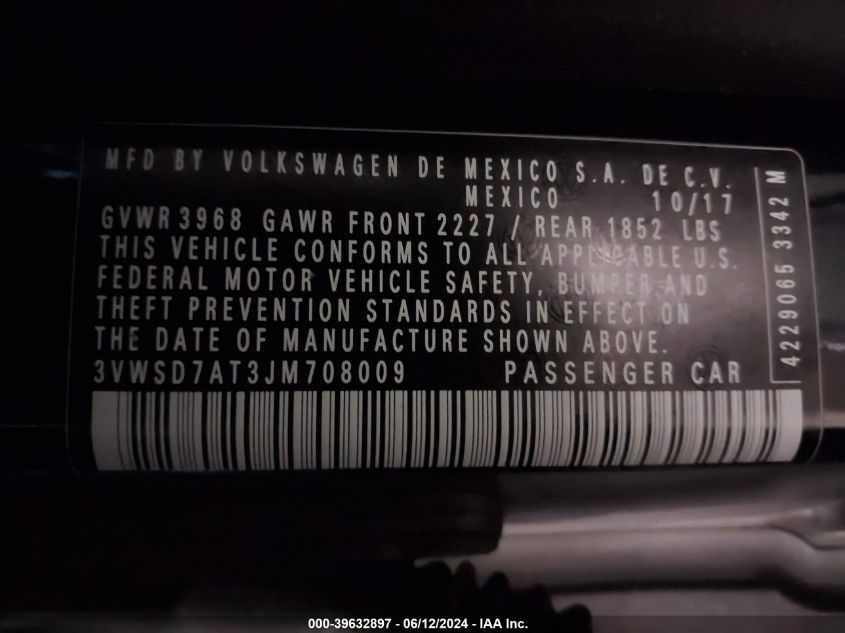 MFD BY VOLKSWAGEN DE MEXICO S.A. DE C.V.
MEXICO 10/17
GVWR 3968 GAWR FRONT 2227 / REAR 1852 LBS
THIS VEHICLE CONFORMS TO ALL APPLICABLE U.S.
FEDERAL MOTOR VEHICLE SAFETY, BUMPER AND
THEFT PREVENTION STANDARDS IN EFFECT ON
THE DATE OF MANUFACTURE SHOWN ABOVE.
3VWSD7AT3JM708009 PASSENGER CAR
4229065 3342 M
000-39632897 - 06/12/2024 - IAA Inc.